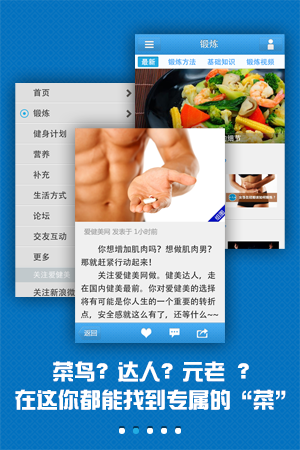 锻炼
最新 锻炼方法 基础知识 锻炼视频
首页
锻炼
健身计划
营养
补充
生活方式
论坛
交友互动
更多
关注爱健美
关注新浪微
爱健美网 发表于 1小时前
你想增加肌肉吗？想做肌肉男？
那就赶紧行动起来！
关注爱健美网做。健美达人，走
在国内健美最前。你对爱健美的选择
将有可能是你人生的一个重要的转折
点，安全感就这么有了，还等什么~~
返回
菜鸟？达人？元老 ？
在这你都能找到专属的“菜”